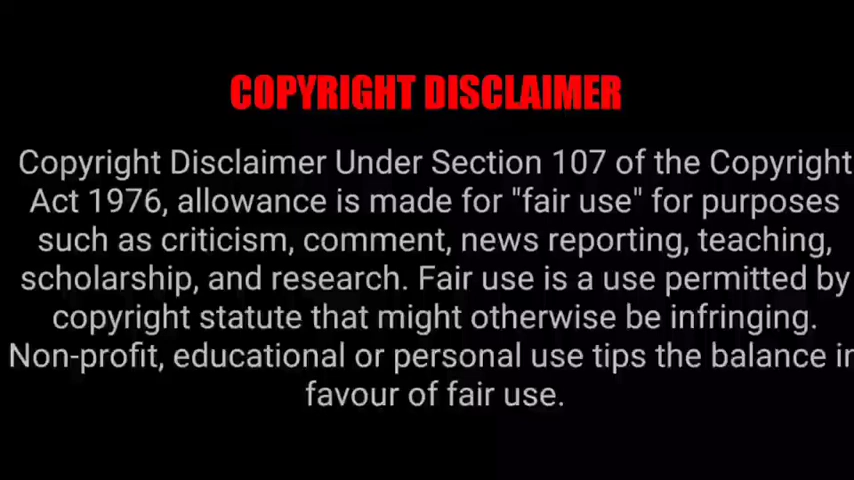 COPYRIGHT DISCLAIMER
Copyright Disclaimer Under Section 107 of the Copyright
Act 1976, allowance is made for "fair use" for purposes
such as criticism, comment, news reporting, teaching,
scholarship, and research. Fair use is a use permitted by
copyright statute that might otherwise be infringing.
Non-profit, educational or personal use tips the balance in
favour of fair use.